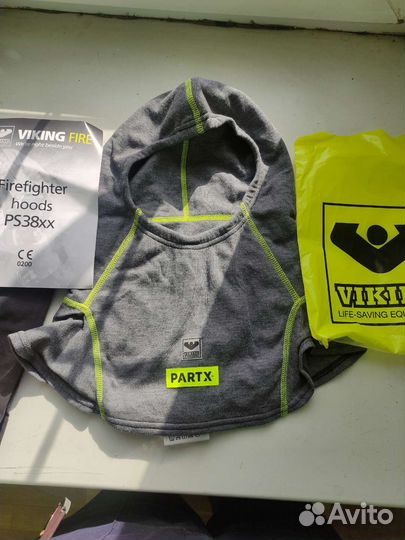 VIKING FIRE
We're right beside you
Firefighter
hoods
PS38xx
CE
0200
PARTX
VIKIN
LIFE-SAVING EQU
Avito